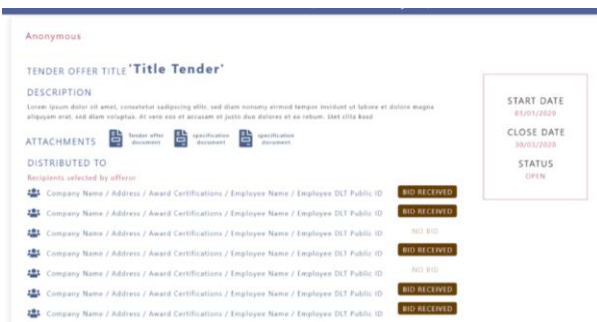 Anonymous
TENDER OFFER TITLE 'Title Tender'
DESCRIPTION
Lorem ipsum dolor sit amet, consetetur sadipscing elitr, sed diam nonumy eirmod tempor invidunt ut labore et dolore magna
aliquyam erat, sed diam voluptua. At vero eos et accusam et justo duo dolores et ea rebum. Stet clita kasd
ATTACHMENTS
Tender offer
document
specification
document
specification
document
DISTRIBUTED TO
Recipients selected by offeror
Company Name / Address / Award Certifications / Employee Name / Employee DLT Public ID BID RECEIVED
Company Name / Address / Award Certifications / Employee Name / Employee DLT Public ID BID RECEIVED
Company Name / Address / Award Certifications / Employee Name / Employee DLT Public ID NO BID
Company Name / Address / Award Certifications / Employee Name / Employee DLT Public ID BID RECEIVED
Company Name / Address / Award Certifications / Employee Name / Employee DLT Public ID NO BID
Company Name / Address / Award Certifications / Employee Name / Employee DLT Public ID BID RECEIVED
Company Name / Address / Award Certifications / Employee Name / Employee DLT Public ID BID RECEIVED
START DATE
01/01/2020
CLOSE DATE
30/03/2020
STATUS
OPEN